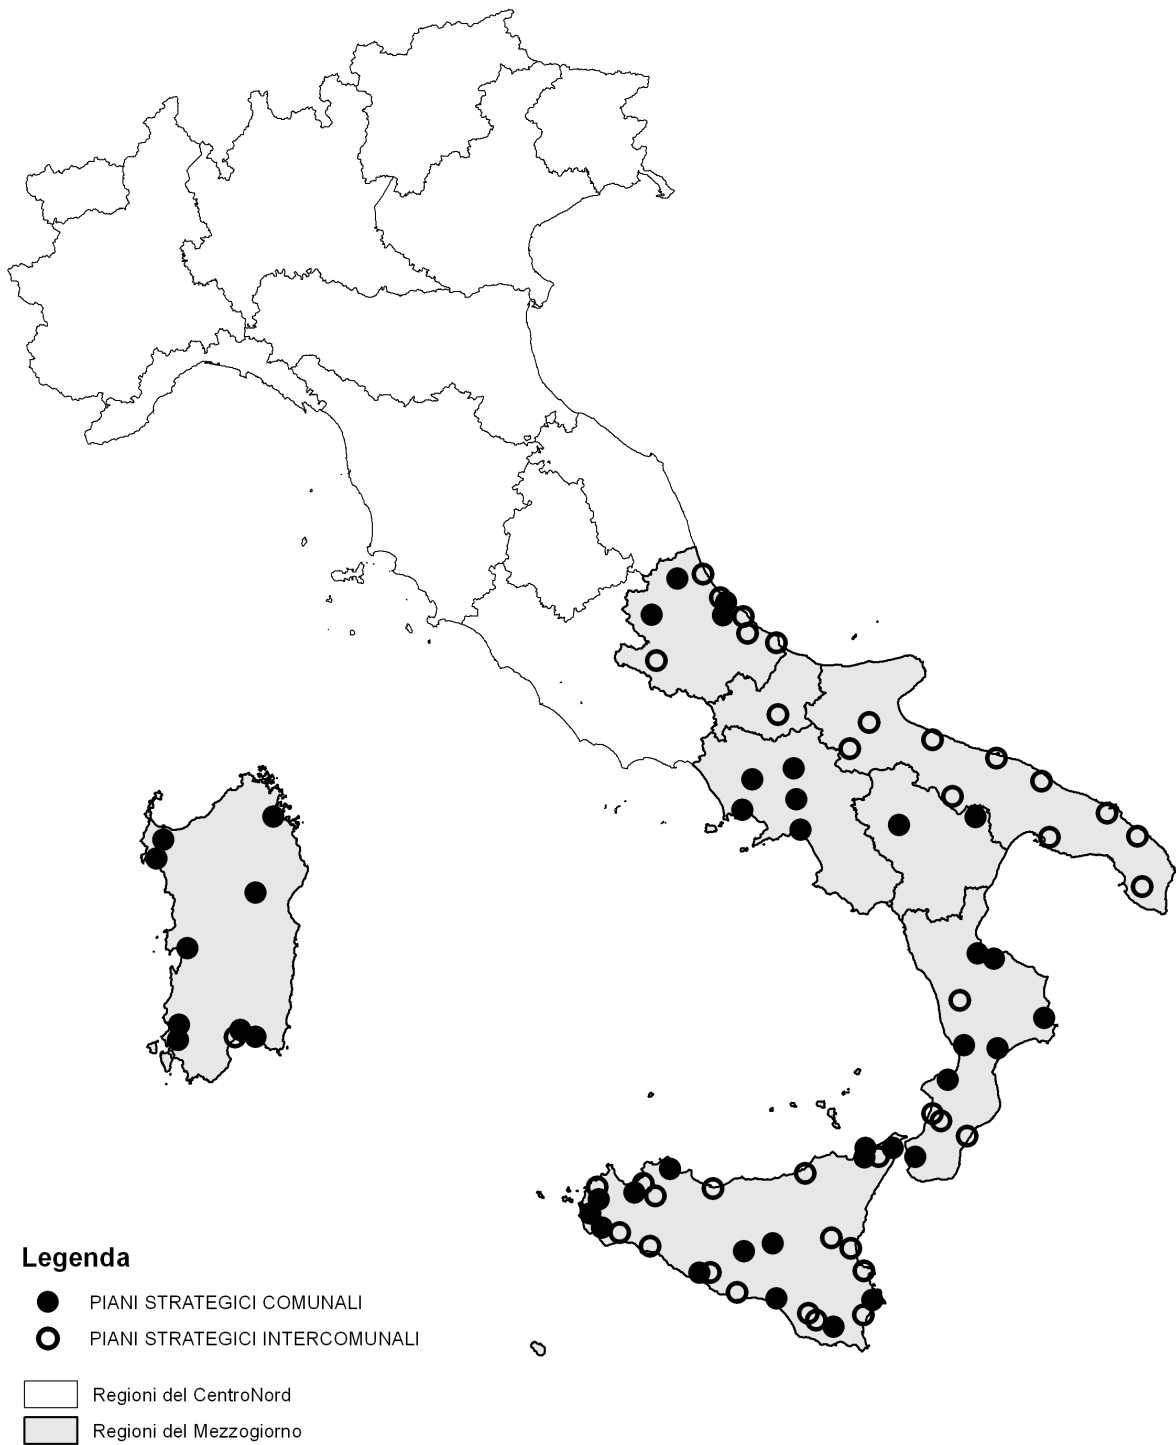 Legenda
PIANI STRATEGICI COMUNALI
PIANI STRATEGICI INTERCOMUNALI
Regioni del CentroNord
Regioni del Mezzogiorno